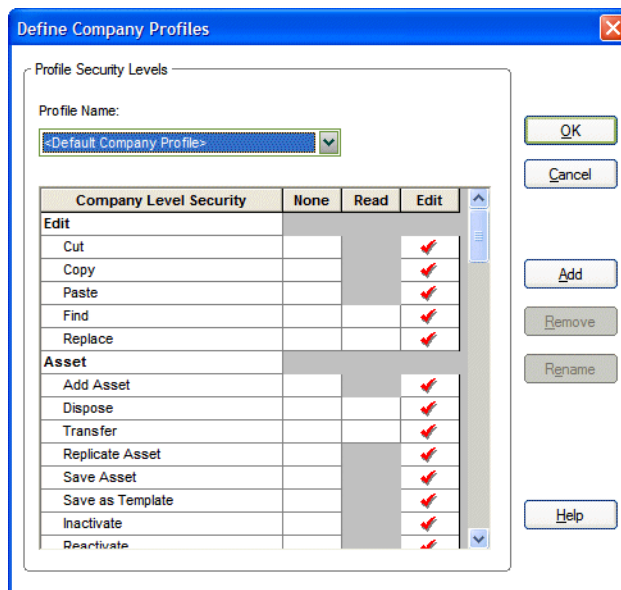 Define Company Profiles
Profile Security Levels
Profile Name:
<Default Company Profile>
OK
Cancel
Company Level Security None Read Edit
Edit
Cut
Copy
Paste
Find
Replace
Asset
Add Asset
Dispose
Transfer
Replicate Asset
Save Asset
Save as Template
Inactivate
Reactivate
Add
Remove
Rename
Help